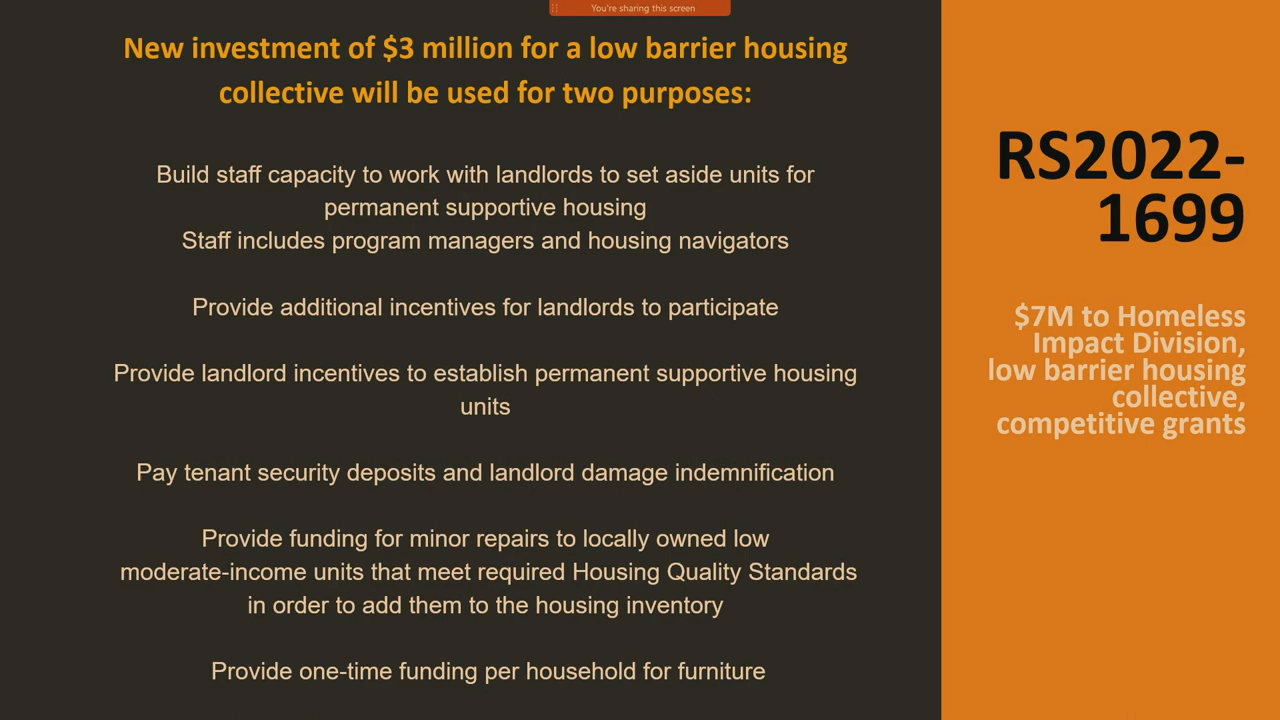 You're sharing this screen
New investment of $3 million for a low barrier housing
collective will be used for two purposes:
Build staff capacity to work with landlords to set aside units for
permanent supportive housing
Staff includes program managers and housing navigators
Provide additional incentives for landlords to participate
Provide landlord incentives to establish permanent supportive housing
units
Pay tenant security deposits and landlord damage indemnification
Provide funding for minor repairs to locally owned low
moderate-income units that meet required Housing Quality Standards
in order to add them to the housing inventory
Provide one-time funding per household for furniture
RS2022-
1699
$7M to Homeless
Impact Division,
low barrier housing
collective,
competitive grants